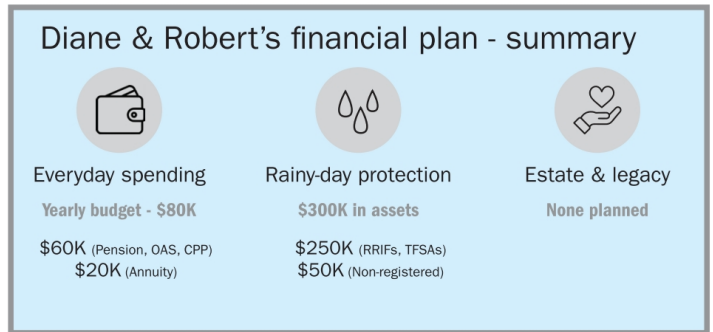 Diane & Robert’s financial plan - summary
Everyday spending
Yearly budget - $80K
$60K (Pension, OAS, CPP)
$20K (Annuity)
Rainy-day protection
$300K in assets
$250K (RRIFs, TFSAs)
$50K (Non-registered)
Estate & legacy
None planned